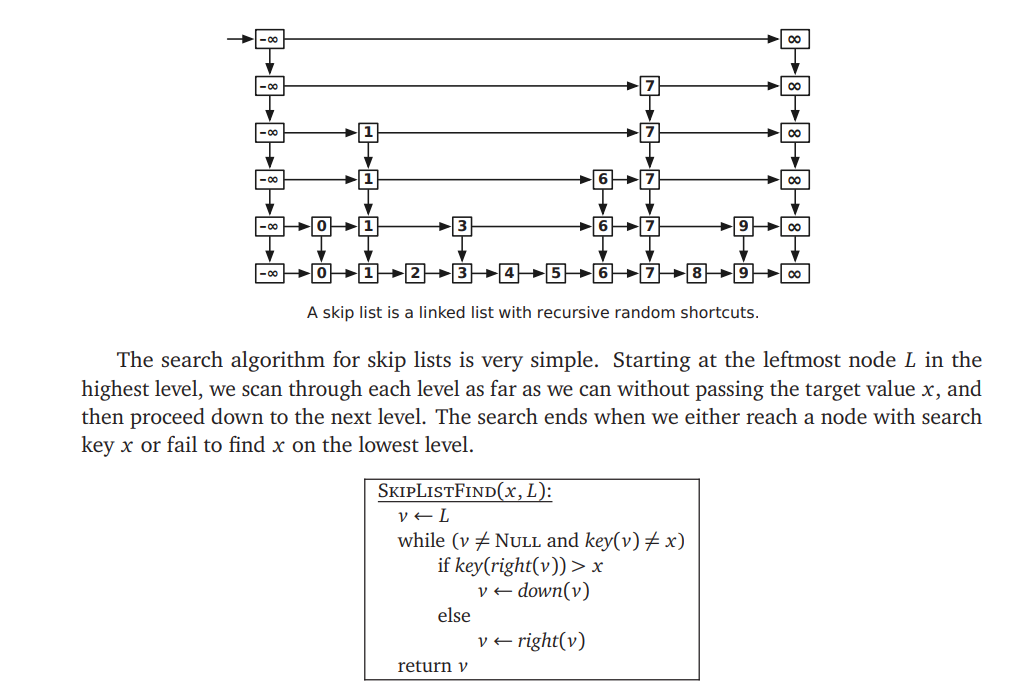 -∞ ∞
-∞ 7 ∞
-∞ 1 7 ∞
-∞ 1 6 7 ∞
-∞ 0 1 3 6 7 9 ∞
-∞ 0 1 2 3 4 5 6 7 8 9 ∞
A skip list is a linked list with recursive random shortcuts.
The search algorithm for skip lists is very simple. Starting at the leftmost node L in the
highest level, we scan through each level as far as we can without passing the target value x, and
then proceed down to the next level. The search ends when we either reach a node with search
key x or fail to find x on the lowest level.
SKIPLISTFIND(x, L):
v ← L
while (v ≠ NULL and key(v) ≠ x)
if key(right(v)) > x
v ← down(v)
else
v ← right(v)
return v